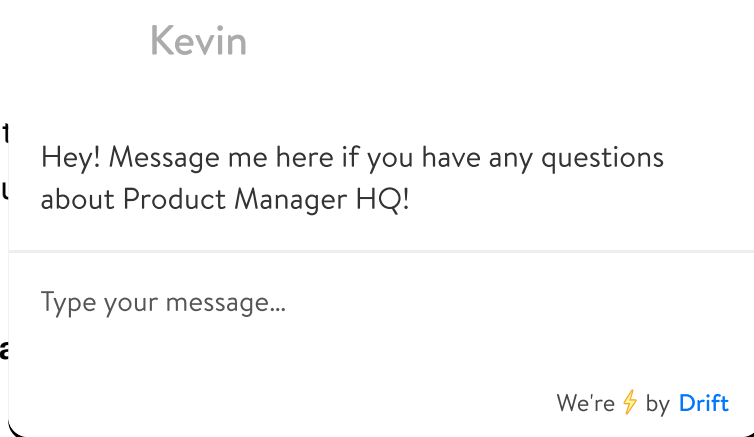 Kevin
Hey! Message me here if you have any questions
about Product Manager HQ!
Type your message...
We're⚡by Drift